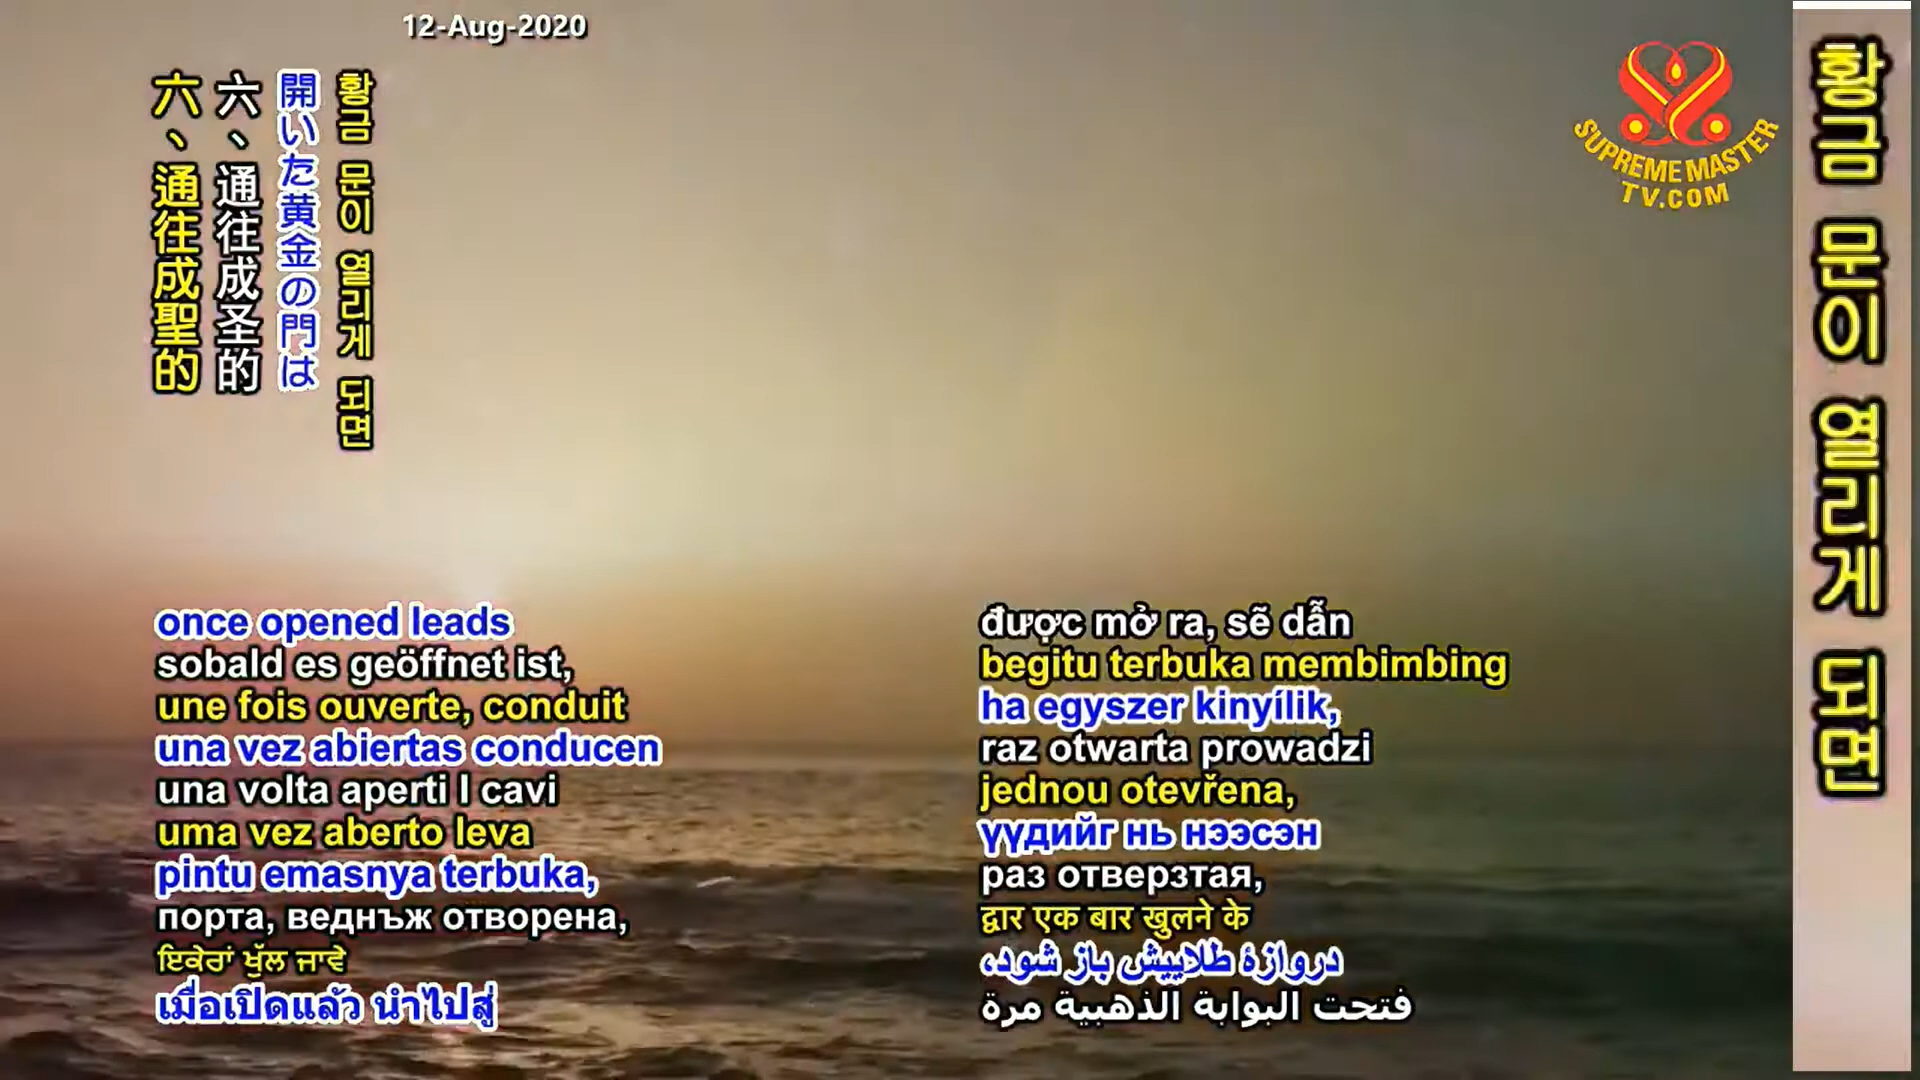 12-Aug-2020
황금 문이 열리게 되면
開いた黄金の門は
六、通往成圣的
六、通往成聖的
SUPREME MASTER
TV.COM
황금 문이 열리게 되면
once opened leads
sobald es geöffnet ist,
une fois ouverte, conduit
una vez abiertas conducen
una volta aperti I cavi
uma vez aberto leva
pintu emasnya terbuka,
порта, веднъж отворена,
ਇਕੇਰਾਂ ਖੁੱਲ ਜਾਵੇ
เมื่อเปิดแล้ว นำไปสู่
được mở ra, sẽ dẫn
begitu terbuka membimbing
ha egyszer kinyílik,
raz otwarta prowadzi
jednou otevřena,
үүдийг нь нээсэн
раз отверзтая,
द्वार एक बार खुलने के
دروازهٔ طلاییش باز شود،
فتحت البوابة الذهبية مرة